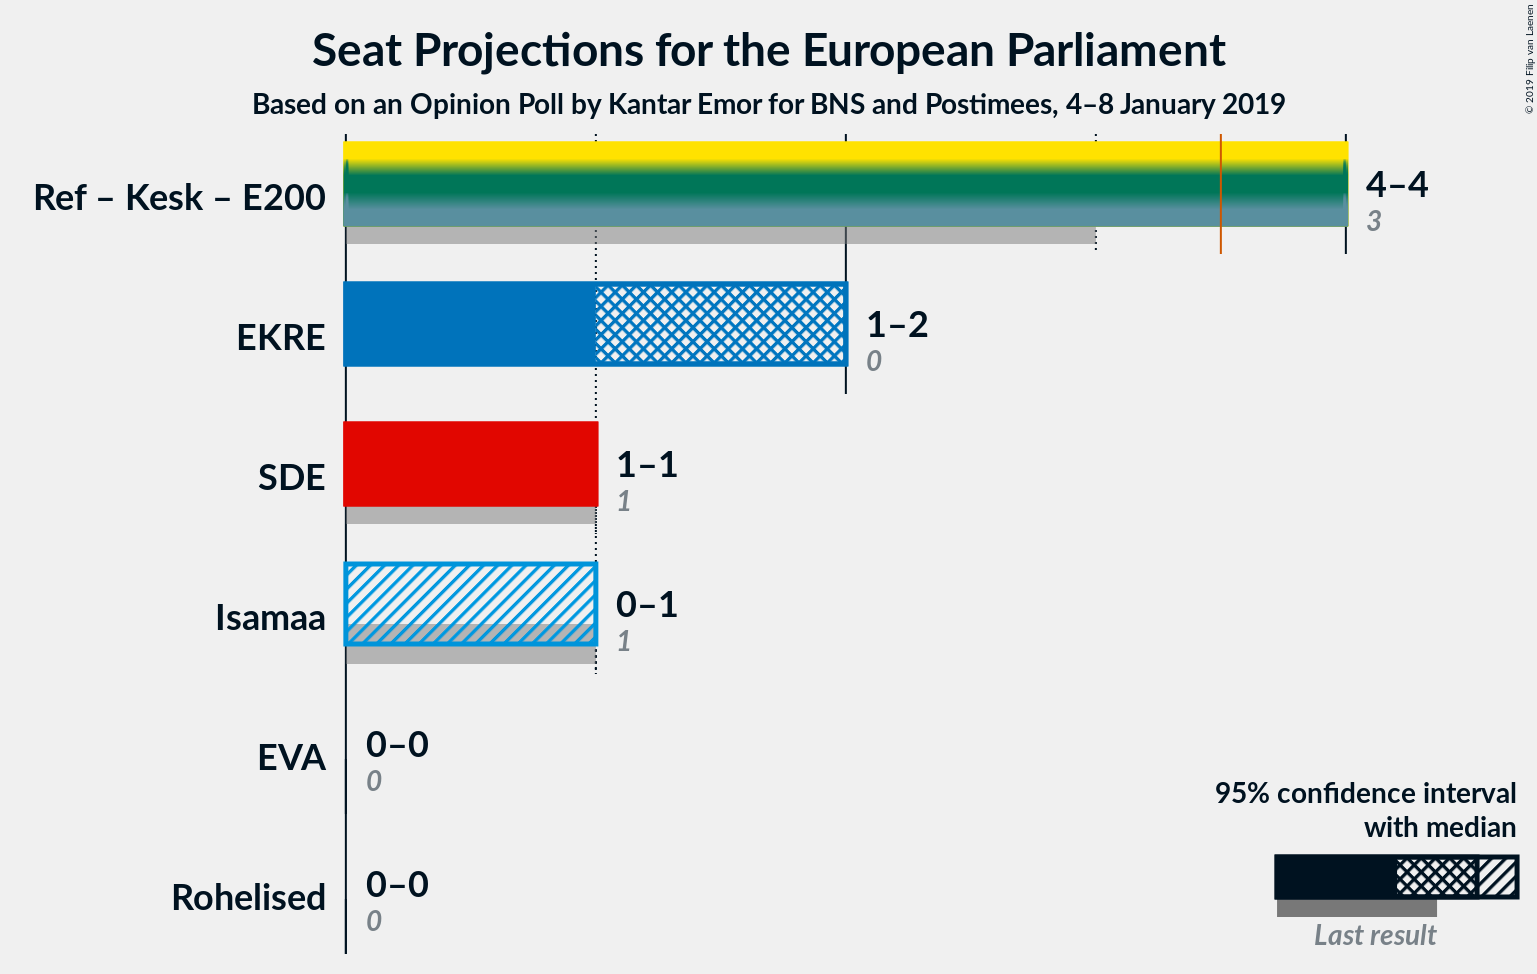 Seat Projections for the European Parliament
Based on an Opinion Poll by Kantar Emor for BNS and Postimees, 4–8 January 2019
© 2019 Filip van Laenen
Ref – Kesk – E200
4–4
3
EKRE
1–2
0
SDE
1–1
1
Isamaa
0–1
1
EVA
0–0
0
Rohelised
0–0
0
95% confidence interval
with median
Last result